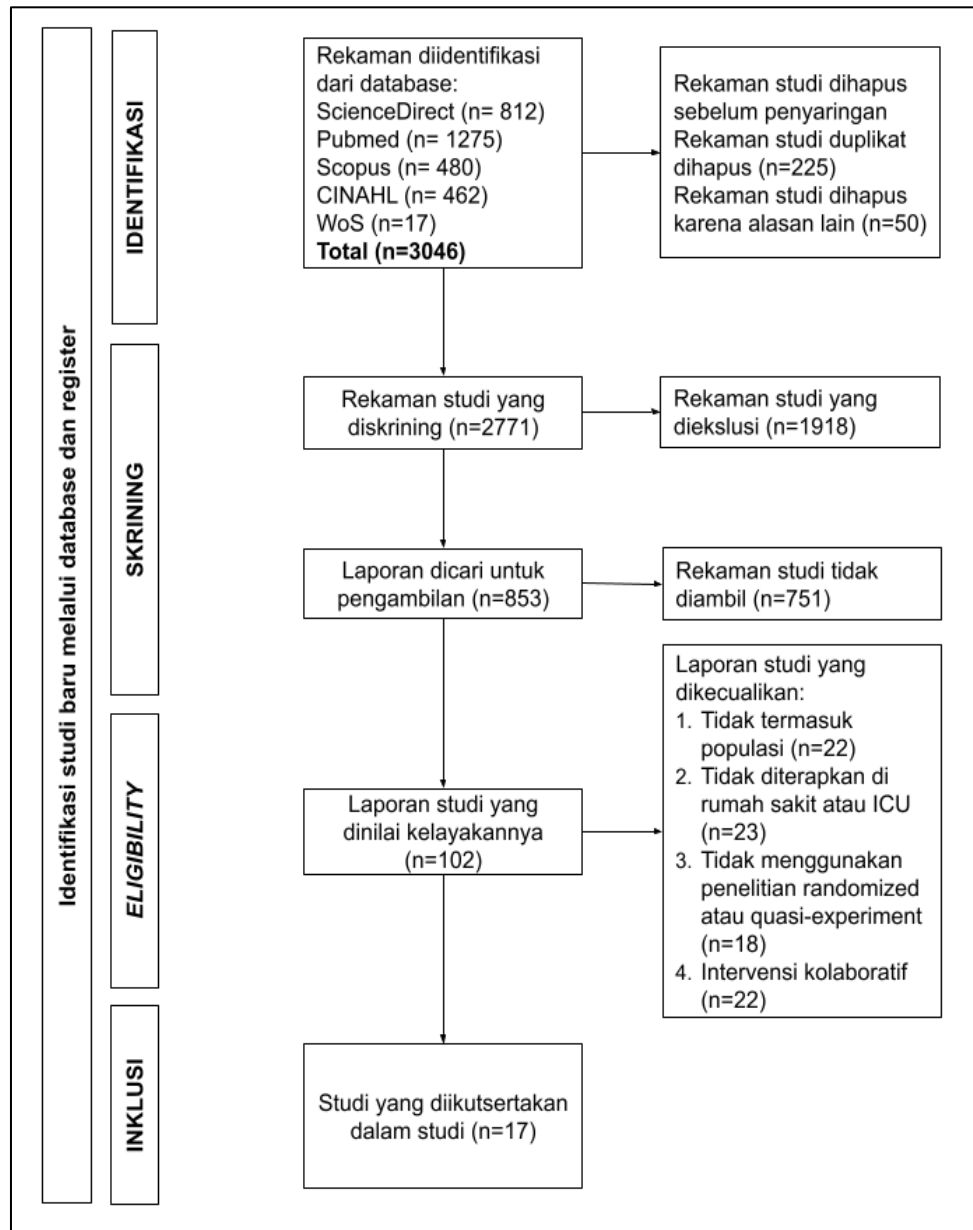 Identifikasi studi baru melalui database dan register
IDENTIFIKASI
Rekaman diidentifikasi
dari database:
ScienceDirect (n= 812)
Pubmed (n= 1275)
Scopus (n= 480)
CINAHL (n= 462)
WoS (n=17)
Total (n=3046)
Rekaman studi dihapus
sebelum penyaringan
Rekaman studi duplikat
dihapus (n=225)
Rekaman studi dihapus
karena alasan lain (n=50)
SKRINING
Rekaman studi yang
diskrining (n=2771)
Rekaman studi yang
diekslusi (n=1918)
Laporan dicari untuk
pengambilan (n=853)
Rekaman studi tidak
diambil (n=751)
ELIGIBILITY
Laporan studi yang
dinilai kelayakannya
(n=102)
Laporan studi yang
dikecualikan:
1. Tidak termasuk
populasi (n=22)
2. Tidak diterapkan di
rumah sakit atau ICU
(n=23)
3. Tidak menggunakan
penelitian randomized
atau quasi-experiment
(n=18)
4. Intervensi kolaboratif
(n=22)
INKLUSI
Studi yang diikutsertakan
dalam studi (n=17)